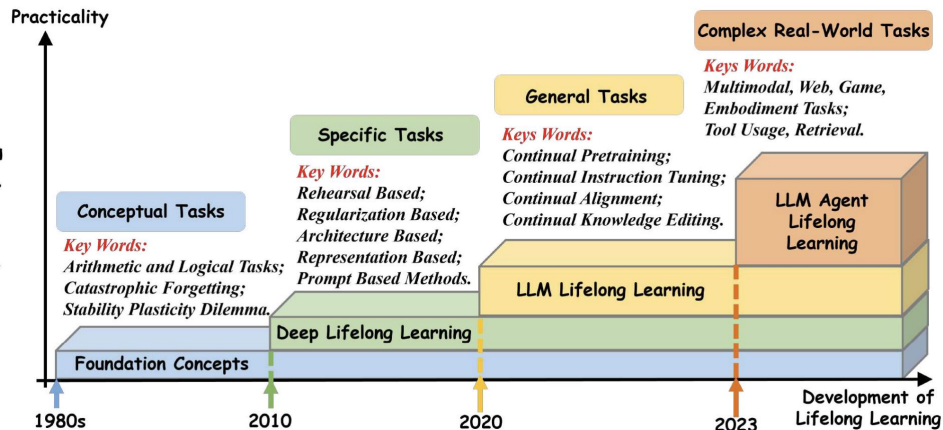 Practicality
Complex Real-World Tasks
Keys Words:
Multimodal, Web, Game,
Embodiment Tasks;
Tool Usage, Retrieval.
General Tasks
Keys Words:
Continual Pretraining;
Continual Instruction Tuning;
Continual Alignment;
Continual Knowledge Editing.
Specific Tasks
Key Words:
Rehearsal Based;
Regularization Based;
Architecture Based;
Representation Based;
Prompt Based Methods.
Conceptual Tasks
Key Words:
Arithmetic and Logical Tasks;
Catastrophic Forgetting;
Stability Plasticity Dilemma.
LLM Agent
Lifelong
Learning
LLM Lifelong Learning
Deep Lifelong Learning
Foundation Concepts
1980s
2010
2020
2023
Development of
Lifelong Learning